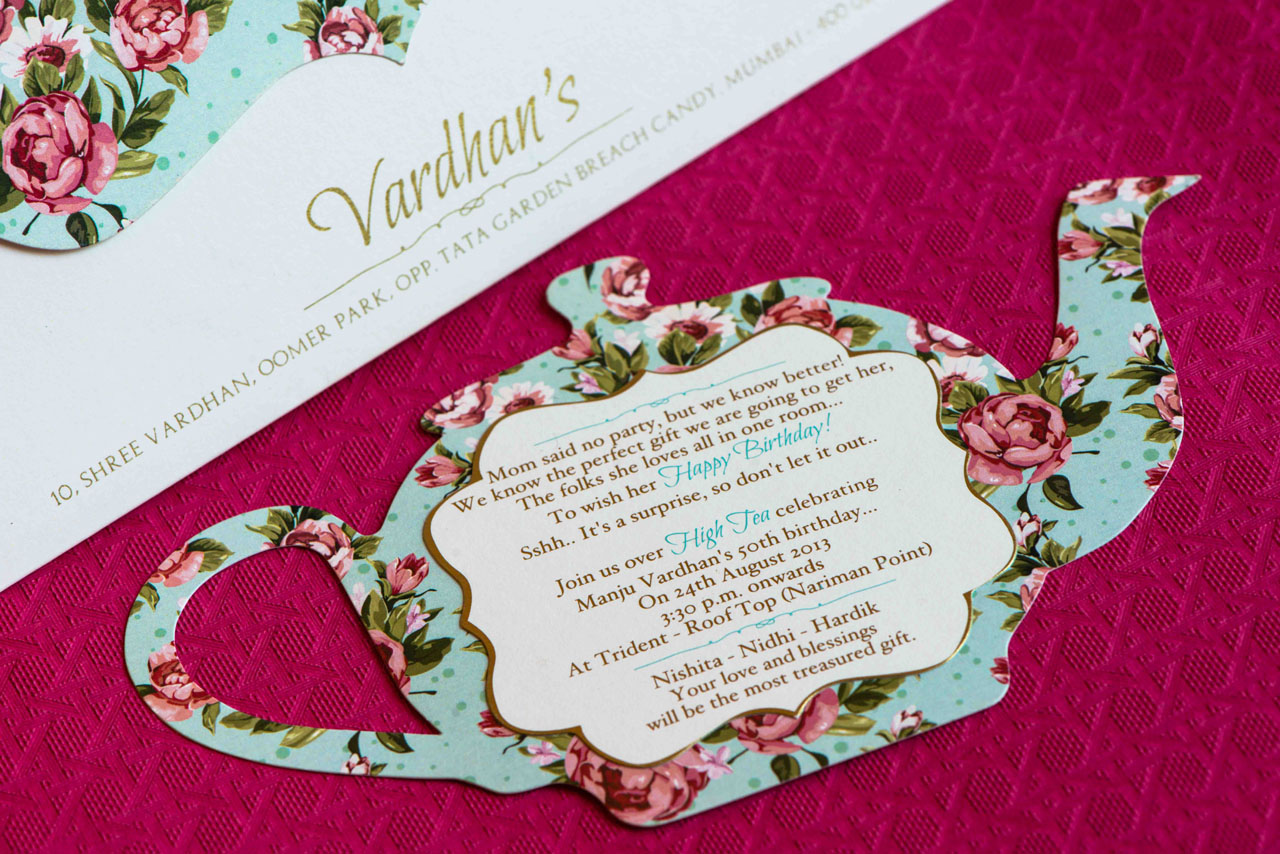 Vardhan's
10, SHREE VARDHAN, OOMER PARK, OPP. TATA GARDEN BREACH CANDY, MUMBAI - 400
Mom said no party, but we know better!
We know the perfect gift we are going to get her,
The folks she loves all in one room...
To wish her Happy Birthday!
Sshh.. It's a surprise, so don't let it out..
Join us over High Tea celebrating
Manju Vardhan's 50th birthday...
On 24th August 2013
3:30 p.m. onwards
At Trident - Roof Top (Nariman Point)
Nishita - Nidhi - Hardik
Your love and blessings
will be the most treasured gift.